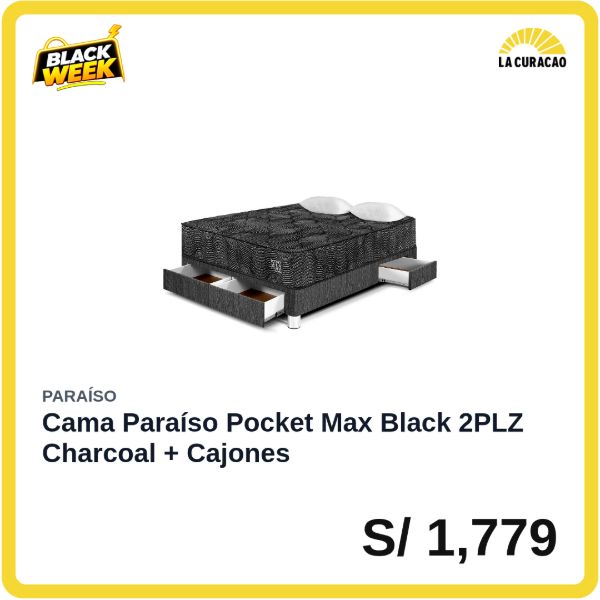 BLACK
WEEK
LA CURACAO
PARAÍSO
Cama Paraíso Pocket Max Black 2PLZ
Charcoal + Cajones
S/ 1,779